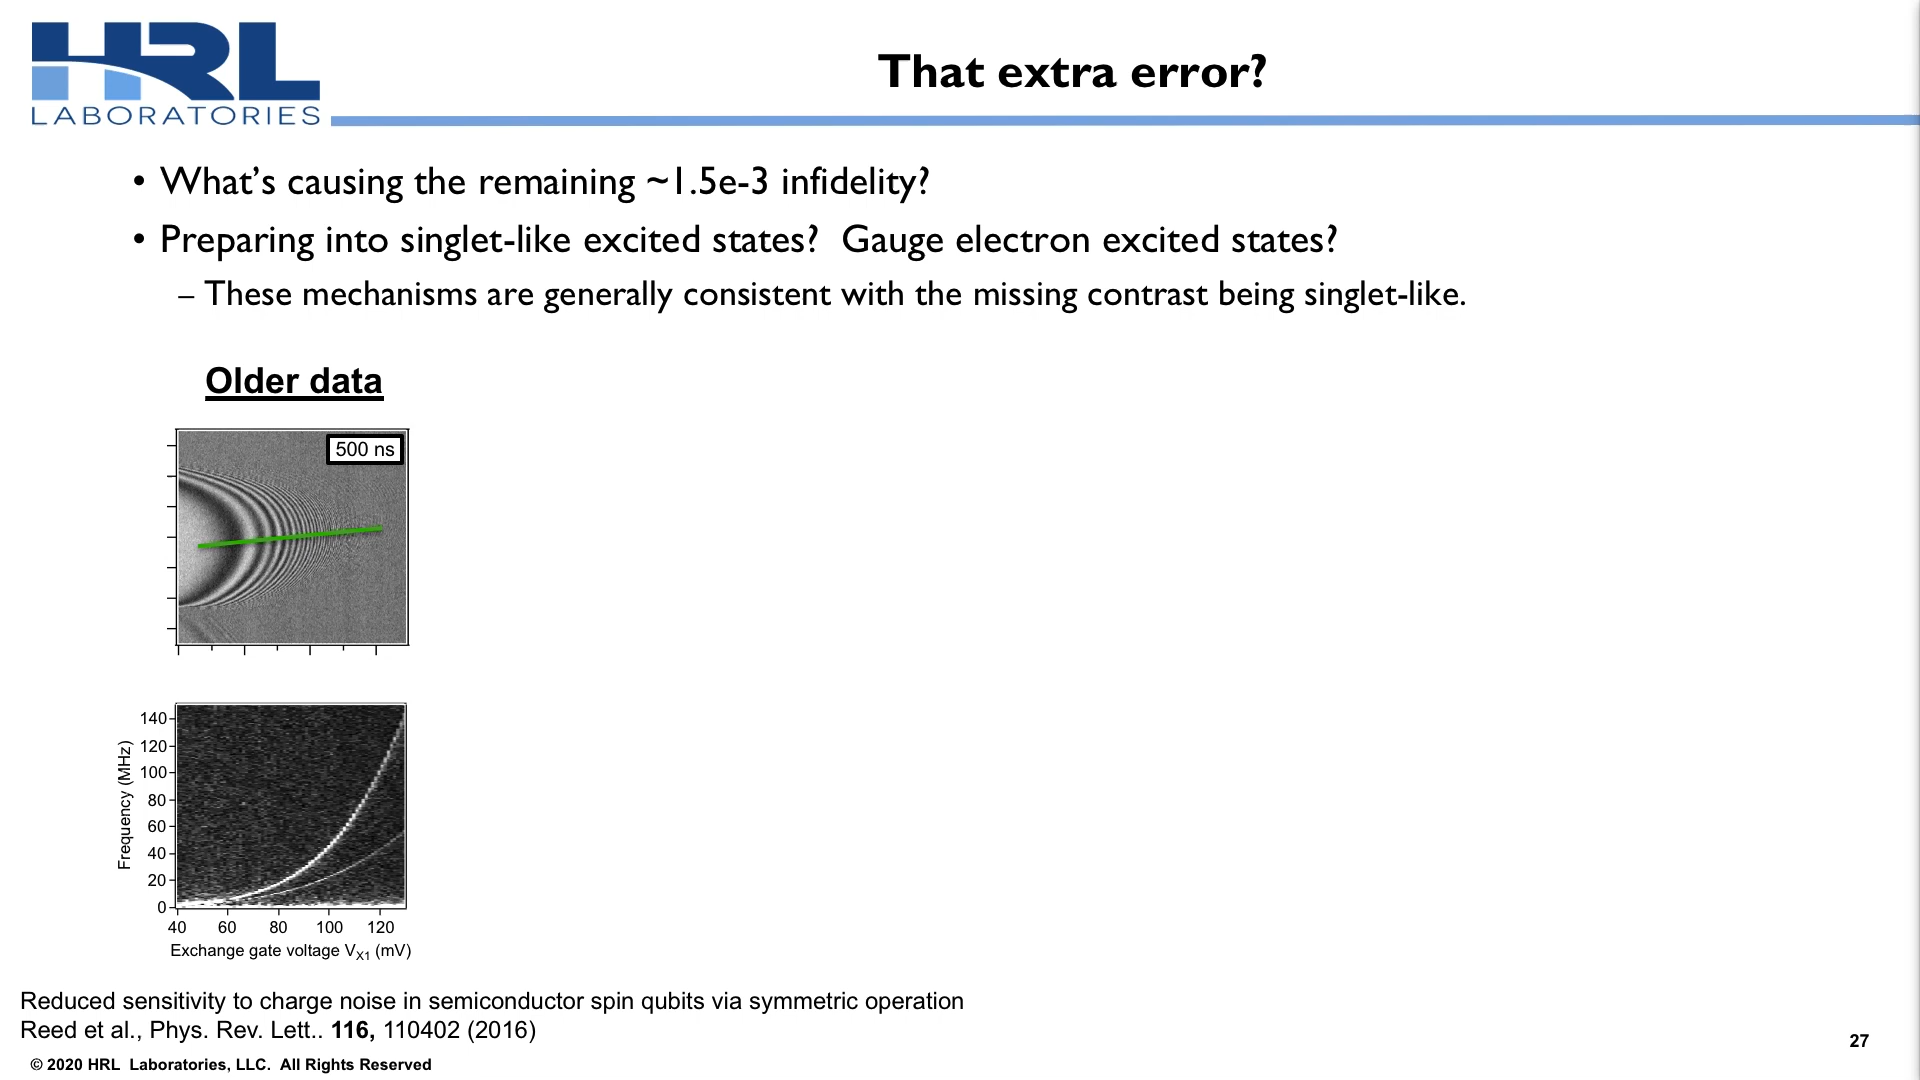 HRL
LABORATORIES
That extra error?
• What's causing the remaining ~1.5e-3 infidelity?
• Preparing into singlet-like excited states?  Gauge electron excited states?
– These mechanisms are generally consistent with the missing contrast being singlet-like.
Older data
500 ns
140
120
100
80
60
40
20
0
Frequency (MHz)
40 60 80 100 120
Exchange gate voltage VX1 (mV)
Reduced sensitivity to charge noise in semiconductor spin qubits via symmetric operation
Reed et al., Phys. Rev. Lett.. 116, 110402 (2016)
27
© 2020 HRL  Laboratories, LLC.  All Rights Reserved